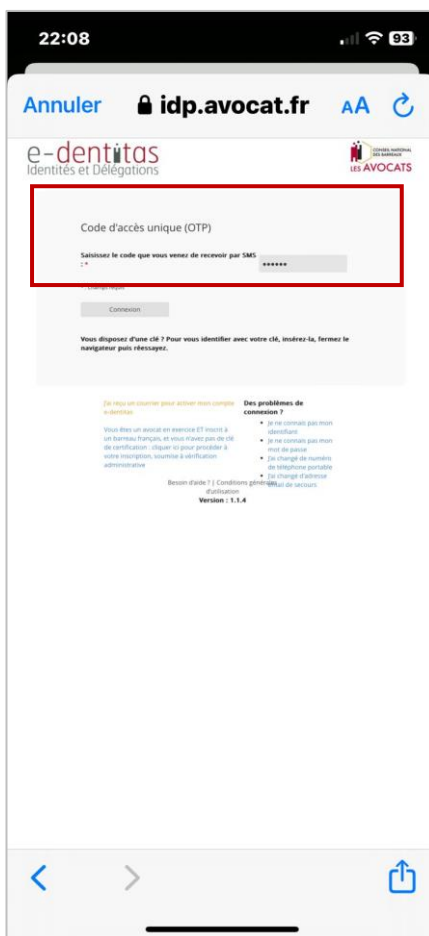 22:08
93
Annuler
idp.avocat.fr
AA
e-dentitas
Identités et Délégations
CONSEIL NATIONAL
DES BARREAUX
LES AVOCATS
Code d'accès unique (OTP)
Saisissez le code que vous venez de recevoir par SMS
: *
••••••
Connexion
Vous disposez d'une clé ? Pour vous identifier avec votre clé, insérez-la, fermez le
navigateur puis réessayez.
J'ai reçu un courrier pour activer mon compte
e-dentitas
Vous êtes un avocat en exercice ET inscrit à
un barreau français, et vous n'avez pas de clé
de certification : cliquer ici pour procéder à
votre inscription, soumise à vérification
administrative
Des problèmes de
connexion ?
Je ne connais pas mon
identifiant
Je ne connais pas mon
mot de passe
J'ai changé de numéro
de téléphone portable
J'ai changé d'adresse
email de secours
Besoin d'aide ? | Conditions générales
d'utilisation
Version : 1.1.4